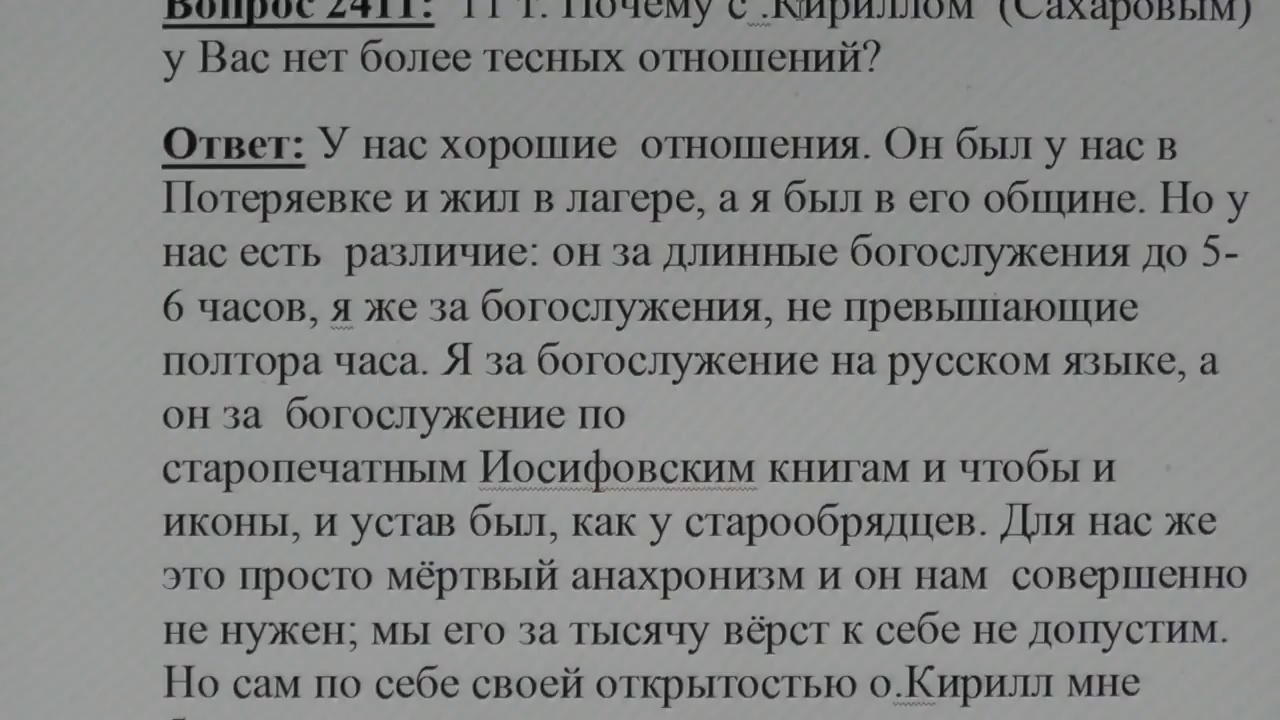 Вопрос 2411: 11 т. Почему с .Кириллом (Сахаровым)
у Вас нет более тесных отношений?
Ответ: У нас хорошие отношения. Он был у нас в
Потеряевке и жил в лагере, а я был в его общине. Но у
нас есть различие: он за длинные богослужения до 5-
6 часов, я же за богослужения, не превышающие
полтора часа. Я за богослужение на русском языке, а
он за богослужение по
старопечатным Иосифовским книгам и чтобы и
иконы, и устав был, как у старообрядцев. Для нас же
это просто мёртвый анахронизм и он нам совершенно
не нужен; мы его за тысячу вёрст к себе не допустим.
Но сам по себе своей открытостью о.Кирилл мне